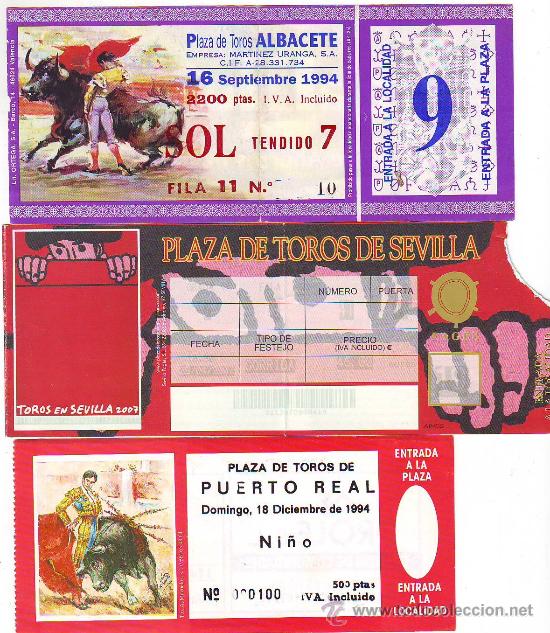 Plaza de Toros ALBACETE
EMPRESA: MARTINEZ URANGA, S.A.
C.I.F A-28.331.734
16 Septiembre 1994
2200 ptas. I.V.A. Incluido
SOL TENDIDO 7
FILA 11 N.º 10
ENTRADA A LA LOCALIDAD
9
ENTRADA A LA PLAZA
PLAZA DE TOROS DE SEVILLA
NÚMERO PUERTA
FECHA TIPO DE FESTEJO PRECIO (IVA INCLUIDO) €
TOROS EN SEVILLA 2007
PLAZA DE TOROS DE
PUERTO REAL
Domingo, 18 Diciembre de 1994
Niño
Nº 000100
500 ptas
IVA. Incluido
ENTRADA
A LA
PLAZA
ENTRADA
A LA
LOCALIDAD
todocoleccion.net